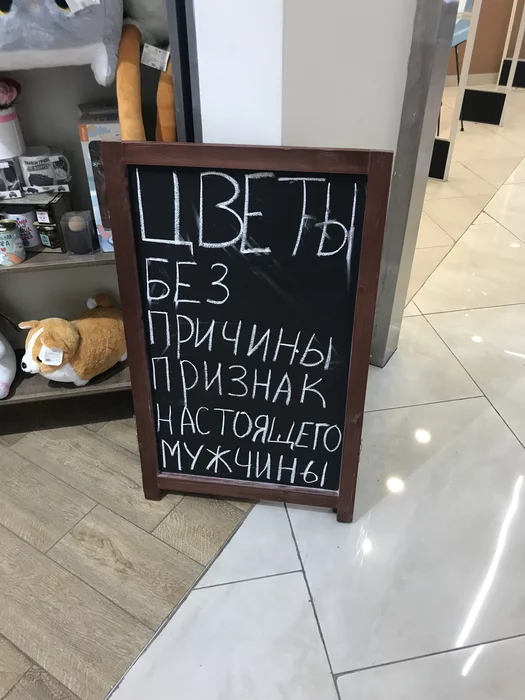 ЦВЕТЫ
БЕЗ
ПРИЧИНЫ
ПРИЗНАК
НАСТОЯЩЕГО
МУЖЧИНЫ